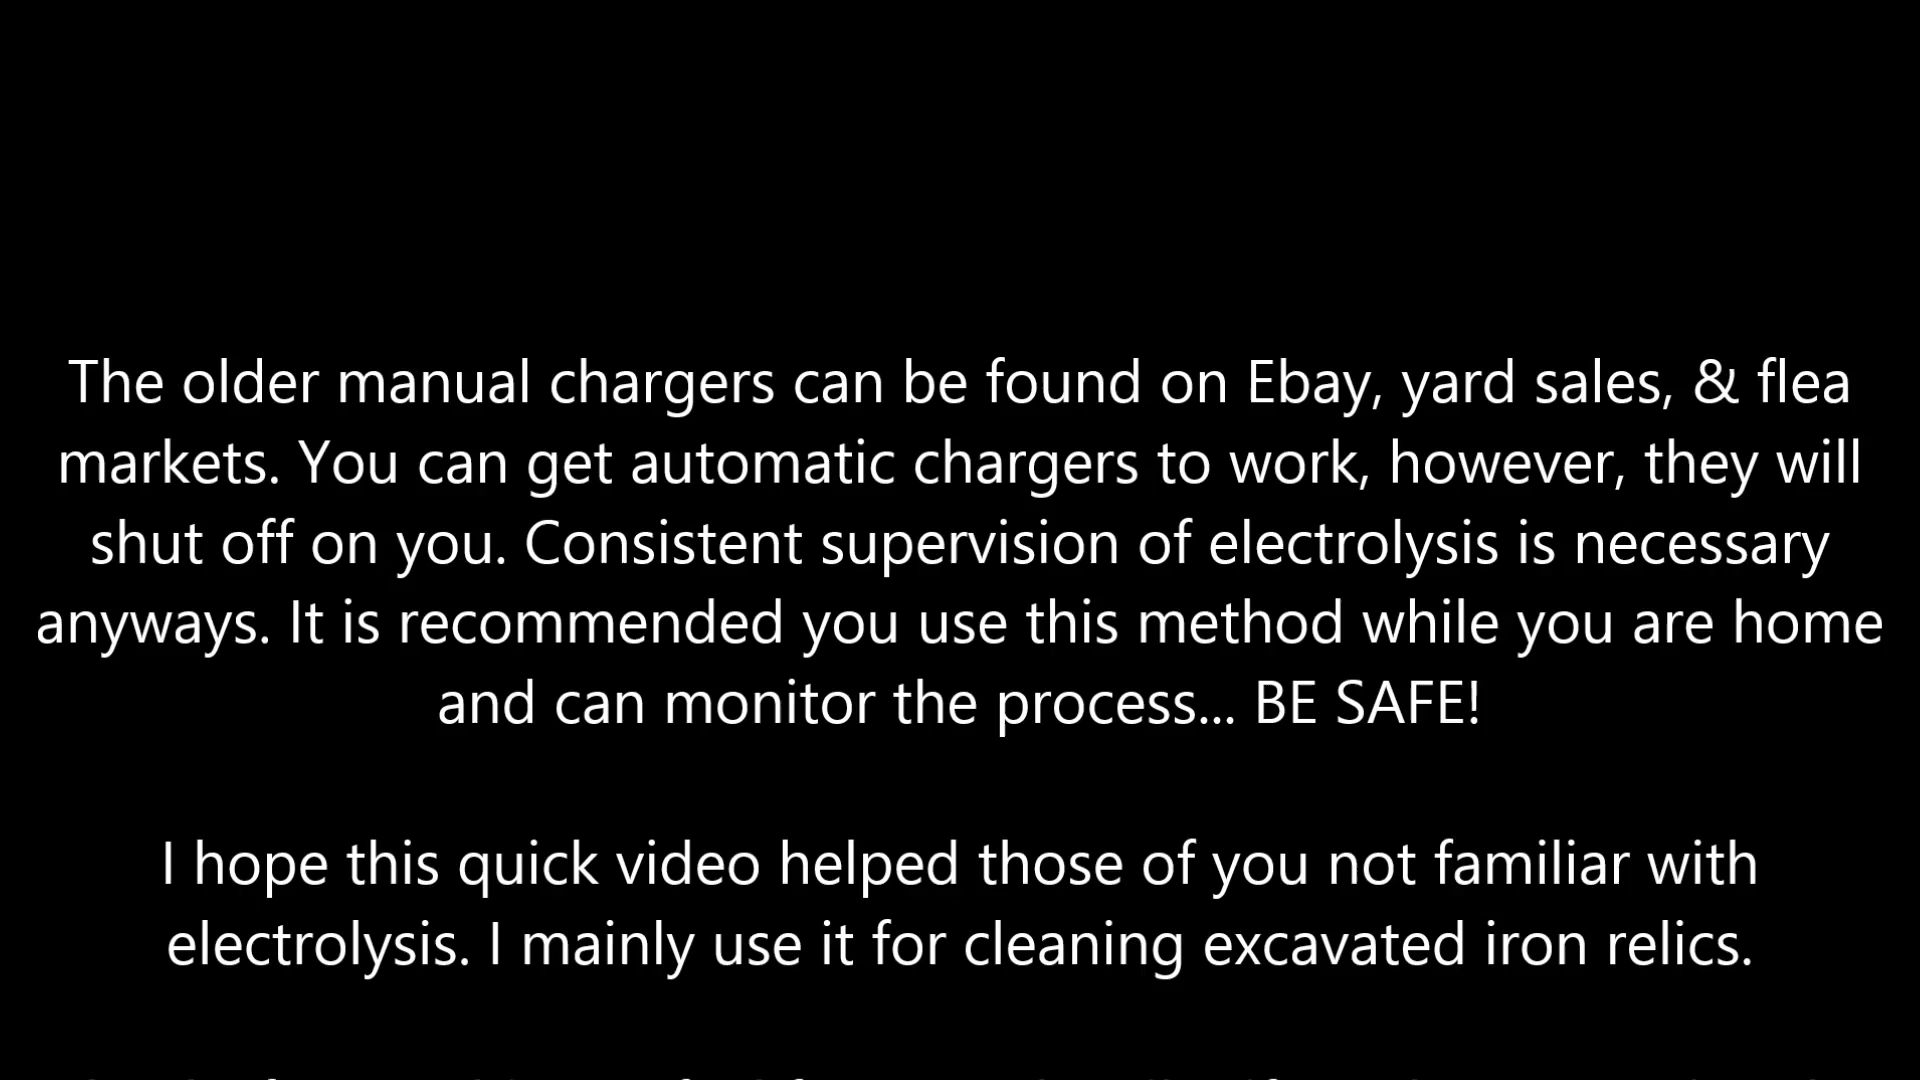 The older manual chargers can be found on Ebay, yard sales, & flea
markets. You can get automatic chargers to work, however, they will
shut off on you. Consistent supervision of electrolysis is necessary
anyways. It is recommended you use this method while you are home
and can monitor the process... BE SAFE!
I hope this quick video helped those of you not familiar with
electrolysis. I mainly use it for cleaning excavated iron relics.